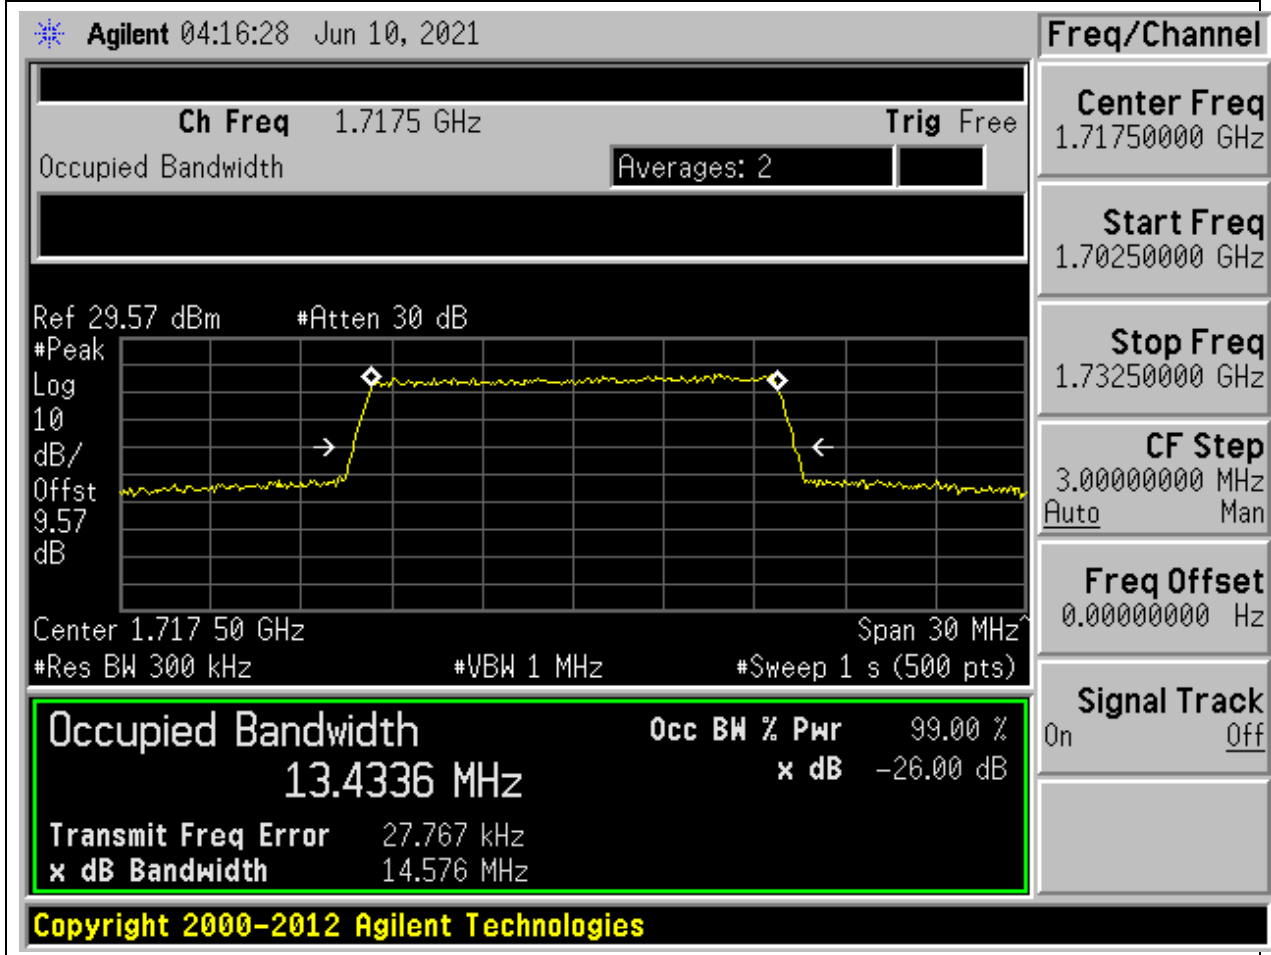 Agilent 04:16:28 Jun 10, 2021
Freq/Channel
Ch Freq 1.7175 GHz Trig Free
Occupied Bandwidth Averages: 2
Ref 29.57 dBm #Atten 30 dB
#Peak
Log
10
dB/
Offst
9.57
dB
Center 1.717 50 GHz Span 30 MHz^
#Res BW 300 kHz #VBW 1 MHz #Sweep 1 s (500 pts)
Occupied Bandwidth Occ BW % Pwr 99.00 %
13.4336 MHz x dB -26.00 dB
Transmit Freq Error 27.767 kHz
x dB Bandwidth 14.576 MHz
Center Freq
1.71750000 GHz
Start Freq
1.70250000 GHz
Stop Freq
1.73250000 GHz
CF Step
3.00000000 MHz
Auto Man
Freq Offset
0.00000000 Hz
Signal Track
On Off
Copyright 2000-2012 Agilent Technologies